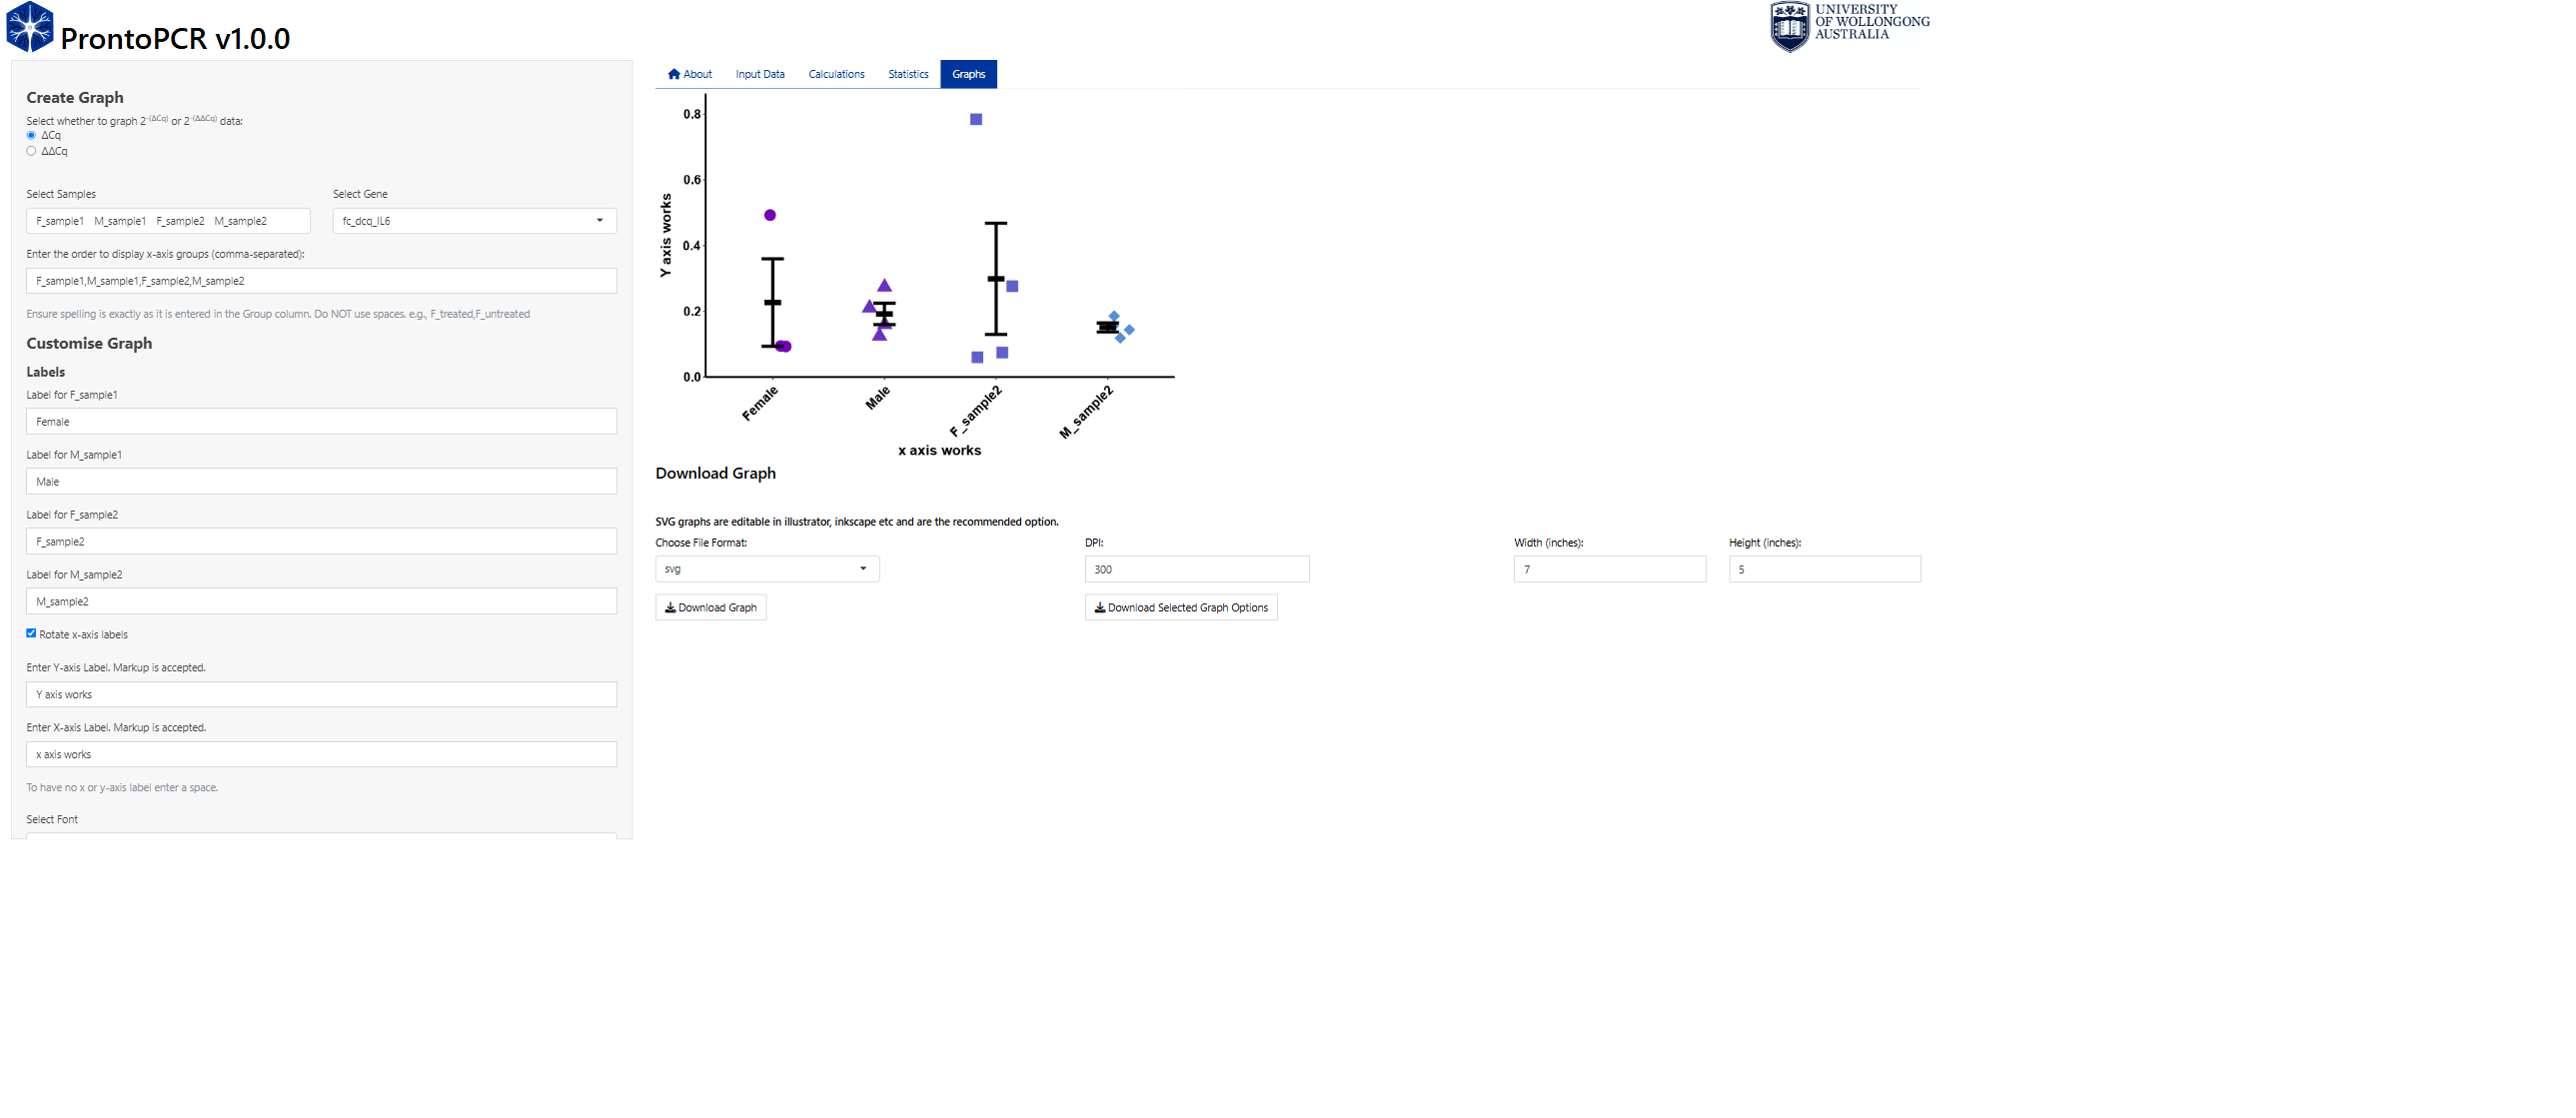 ProntoPCR v1.0.0
UNIVERSITY
OF WOLLONGONG
AUSTRALIA
Create Graph
Select whether to graph 2-(ΔCq) or 2-(ΔΔCq) data:
ΔCq
ΔΔCq
Select Samples
Select Gene
F_sample1 M_sample1 F_sample2 M_sample2
fc_dcq_IL6
Enter the order to display x-axis groups (comma-separated):
F_sample1,M_sample1,F_sample2,M_sample2
Ensure spelling is exactly as it is entered in the Group column. Do NOT use spaces. e.g., F_treated,F_untreated
Customise Graph
Labels
Label for F_sample1
Female
Label for M_sample1
Male
Label for F_sample2
F_sample2
Label for M_sample2
M_sample2
Rotate x-axis labels
Enter Y-axis Label. Markup is accepted.
Y axis works
Enter X-axis Label. Markup is accepted.
x axis works
To have no x or y-axis label enter a space.
Select Font
About Input Data Calculations Statistics Graphs
0.8
0.6
0.4
0.2
0.0
Y axis works
Female
Male
F_sample2
M_sample2
x axis works
Download Graph
SVG graphs are editable in illustrator, inkscape etc and are the recommended option.
Choose File Format:
DPI:
Width (inches):
Height (inches):
svg
300
7
5
Download Graph
Download Selected Graph Options